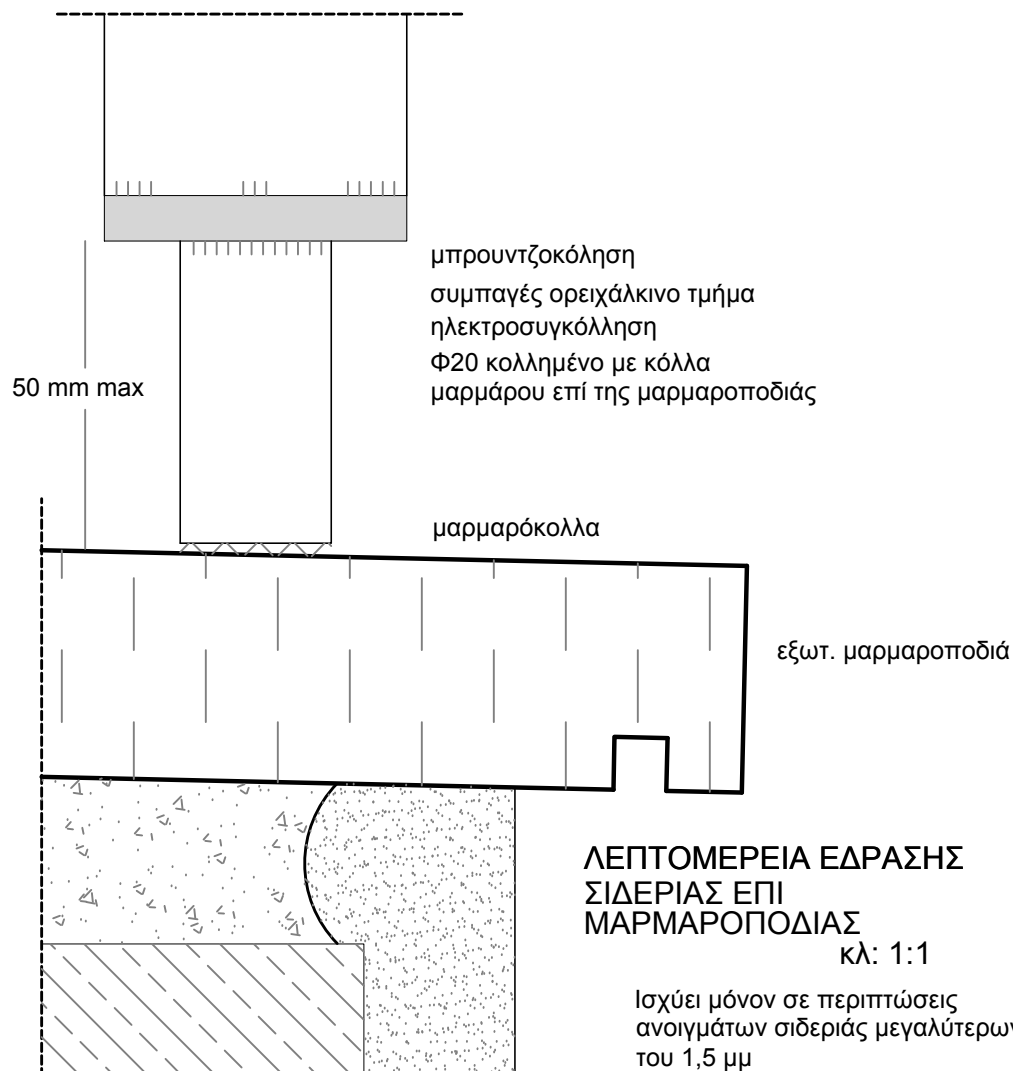 μπρουντζοκόληση
συμπαγές ορειχάλκινο τμήμα
ηλεκτροσυγκόλληση
Φ20 κολλημένο με κόλλα
μαρμάρου επί της μαρμαροποδιάς
50 mm max
μαρμαρόκολλα
εξωτ. μαρμαροποδιά
ΛΕΠΤΟΜΕΡΕΙΑ ΕΔΡΑΣΗΣ
ΣΙΔΕΡΙΑΣ ΕΠΙ
ΜΑΡΜΑΡΟΠΟΔΙΑΣ
κλ: 1:1
Ισχύει μόνον σε περιπτώσεις
ανοιγμάτων σιδεριάς μεγαλύτερων
του 1,5 μμ